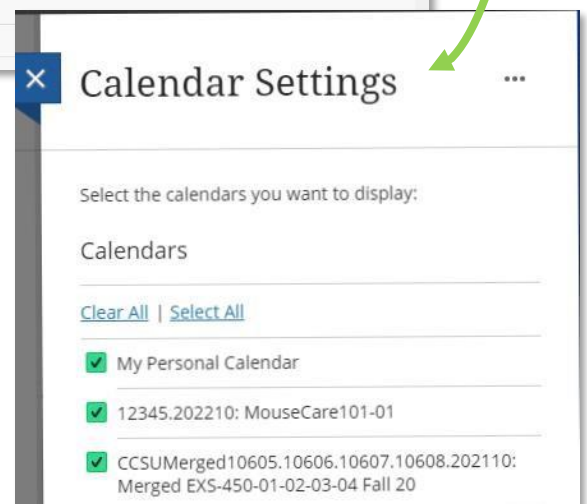 Calendar Settings
Select the calendars you want to display:
Calendars
Clear All | Select All
My Personal Calendar
12345.202210: MouseCare101-01
CCSUMerged10605.10606.10607.10608.202110:
Merged EXS-450-01-02-03-04 Fall 20